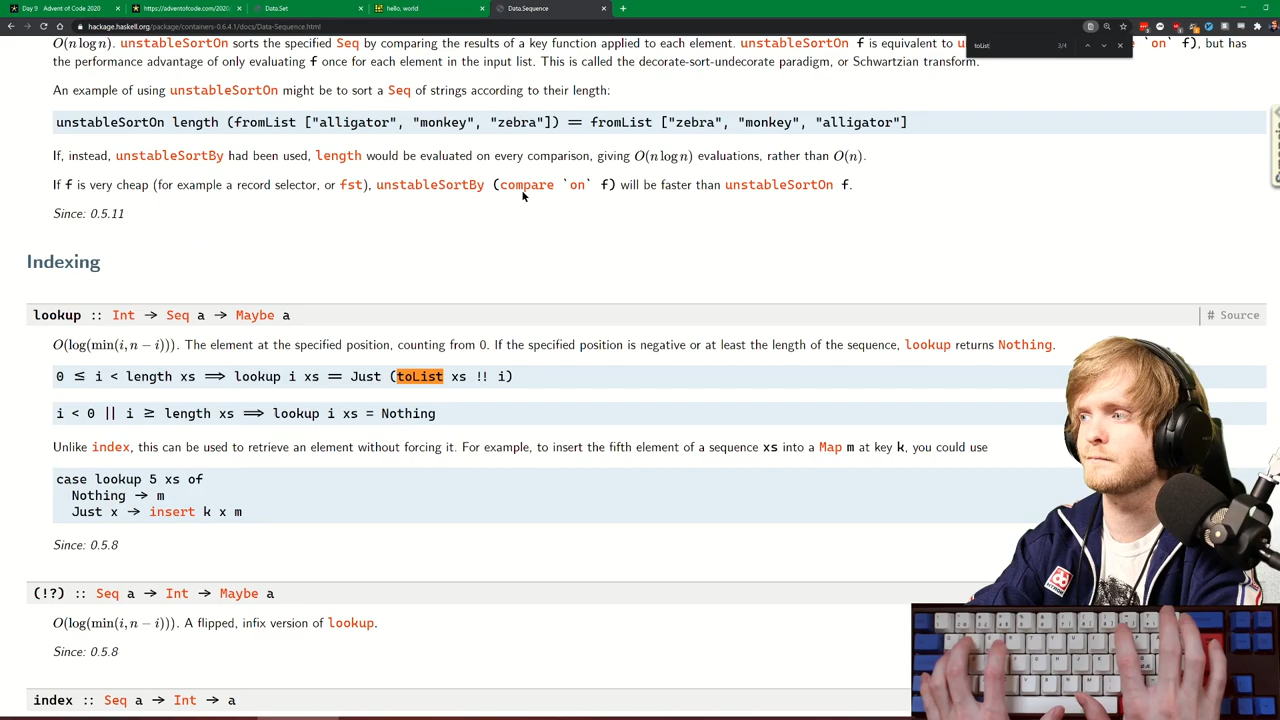 Day 9 - Advent of Code 2020
https://adventofcode.com/2020/
Data.Set
hello, world
Data.Sequence
hackage.haskell.org/package/containers-0.6.4.1/docs/Data-Sequence.html
toList 3/4
O(n log n). unstableSortOn sorts the specified Seq by comparing the results of a key function applied to each element. unstableSortOn f is equivalent to `on` f), but has
the performance advantage of only evaluating f once for each element in the input list. This is called the decorate-sort-undecorate paradigm, or Schwartzian transform.
An example of using unstableSortOn might be to sort a Seq of strings according to their length:
unstableSortOn length (fromList ["alligator", "monkey", "zebra"]) == fromList ["zebra", "monkey", "alligator"]
If, instead, unstableSortBy had been used, length would be evaluated on every comparison, giving O(n log n) evaluations, rather than O(n).
If f is very cheap (for example a record selector, or fst), unstableSortBy (compare `on` f) will be faster than unstableSortOn f.
Since: 0.5.11
Indexing
lookup :: Int → Seq a → Maybe a
# Source
O(log(min(i, n − i))). The element at the specified position, counting from 0. If the specified position is negative or at least the length of the sequence, lookup returns Nothing.
0 ≤ i < length xs ⟹ lookup i xs == Just (toList xs !! i)
i < 0 || i ≥ length xs ⟹ lookup i xs = Nothing
Unlike index, this can be used to retrieve an element without forcing it. For example, to insert the fifth element of a sequence xs into a Map m at key k, you could use
case lookup 5 xs of
Nothing → m
Just x → insert k x m
Since: 0.5.8
(!?) :: Seq a → Int → Maybe a
O(log(min(i, n − i))). A flipped, infix version of lookup.
Since: 0.5.8
index :: Seq a → Int → a